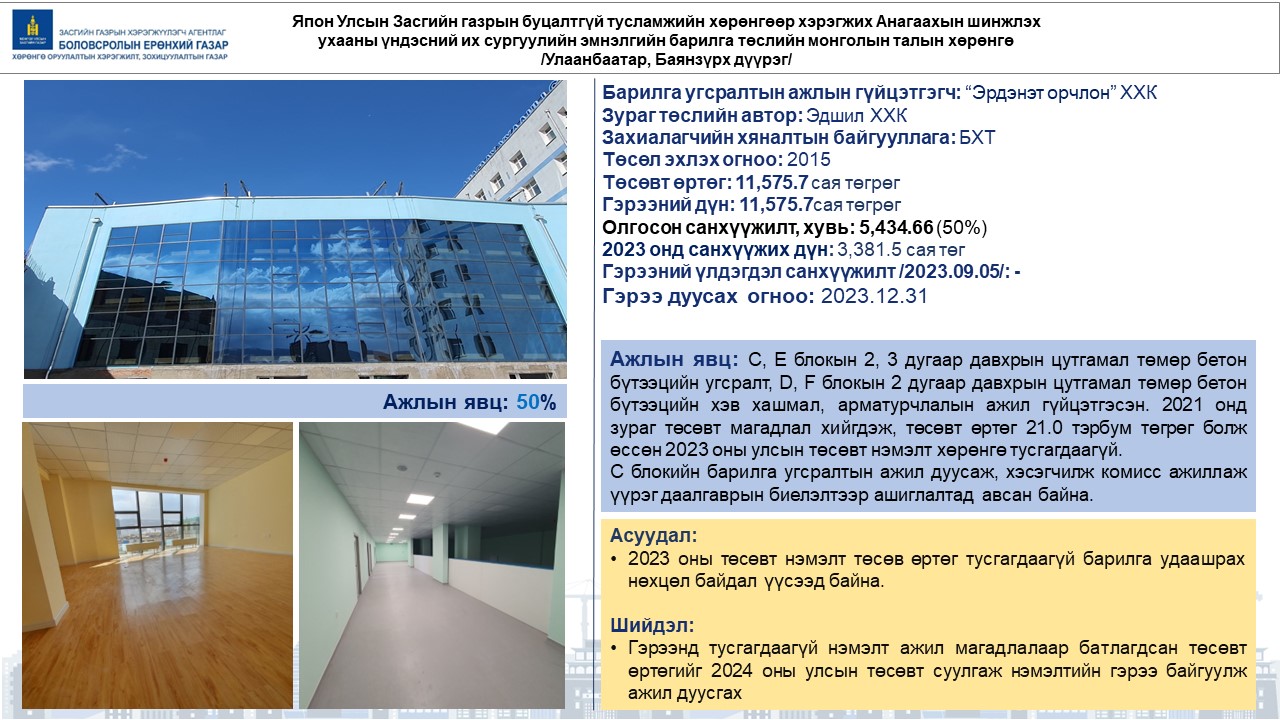 ЗАСГИЙН ГАЗРЫН ХЭРЭГЖҮҮЛЭГЧ АГЕНТЛАГ
БОЛОВСРОЛЫН ЕРӨНХИЙ ГАЗАР
ХӨРӨНГӨ ОРУУЛАЛТЫН ХЭРЭГЖИЛТ, ЗОХИЦУУЛАЛТЫН ГАЗАР
Япон Улсын Засгийн газрын буцалтгүй тусламжийн хөрөнгөөр хэрэгжих Анагаахын шинжлэх
ухааны үндэсний их сургуулийн эмнэлгийн барилга төслийн монголын талын хөрөнгө
/Улаанбаатар, Баянзүрх дүүрэг/
Барилга угсралтын ажлын гүйцэтгэгч: “Эрдэнэт орчлон” ХХК
Зураг төслийн автор: Эдшил ХХК
Захиалагчийн хяналтын байгууллага: БХТ
Төсөл эхлэх огноо: 2015
Төсөвт өртөг: 11,575.7 сая төгрөг
Гэрээний дүн: 11,575.7сая төгрөг
Олгосон санхүүжилт, хувь: 5,434.66 (50%)
2023 онд санхүүжих дүн: 3,381.5 сая төг
Гэрээний үлдэгдэл санхүүжилт /2023.09.05/: -
Гэрээ дуусах огноо: 2023.12.31
Ажлын явц: 50%
Ажлын явц: С, Е блокын 2, 3 дугаар давхрын цутгамал төмөр бетон
бүтээцийн угсралт, D, F блокын 2 дугаар давхрын цутгамал төмөр бетон
бүтээцийн хэв хашмал, арматурчлалын ажил гүйцэтгэсэн. 2021 онд
зураг төсөвт магадлал хийгдэж, төсөвт өртөг 21.0 тэрбум төгрөг болж
өссөн 2023 оны улсын төсөвт нэмэлт хөрөнгө тусгагдаагүй.
С блокийн барилга угсралтын ажил дуусаж, хэсэгчилж комисс ажиллаж
үүрэг даалгаврын биелэлтээр ашиглалтад авсан байна.
Асуудал:
• 2023 оны төсөвт нэмэлт төсөв өртөг тусгагдаагүй барилга удаашрах
нөхцөл байдал үүсээд байна.
Шийдэл:
• Гэрээнд тусгагдаагүй нэмэлт ажил магадлалаар батлагдсан төсөвт
өртөгийг 2024 оны улсын төсөвт суулгаж нэмэлтийн гэрээ байгуулж
ажил дуусгах